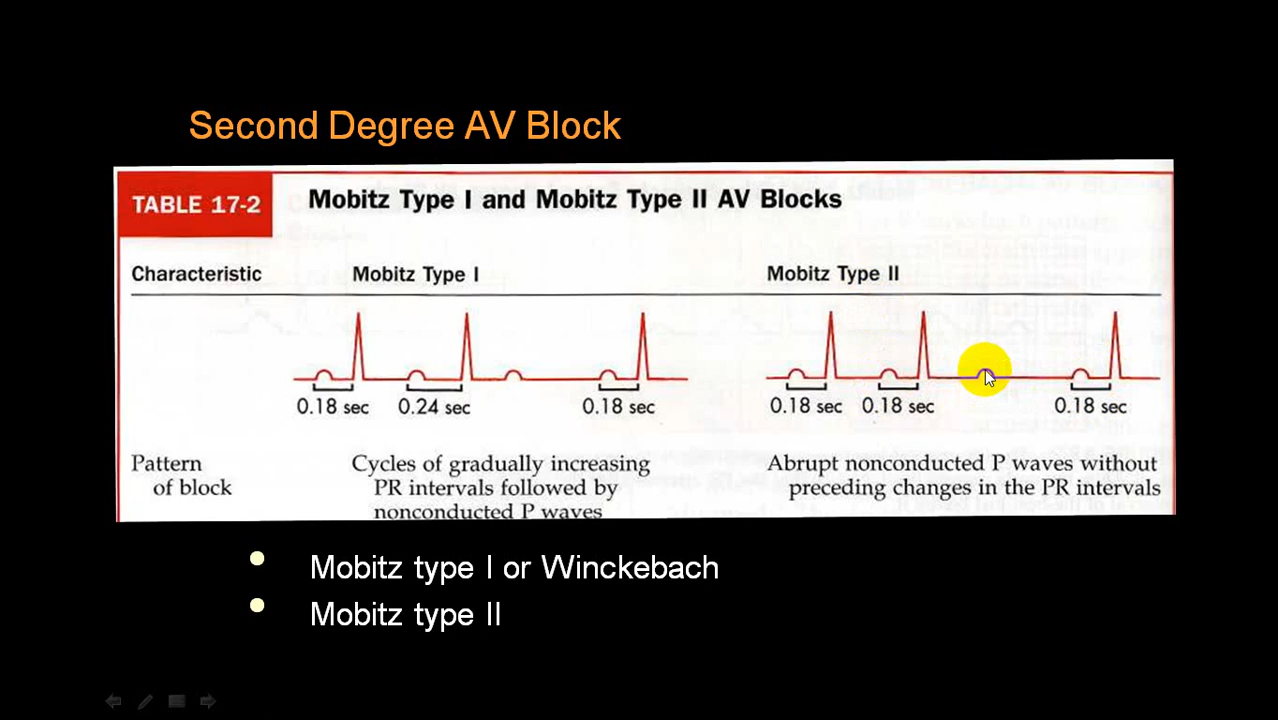 Second Degree AV Block
TABLE 17-2
Mobitz Type I and Mobitz Type II AV Blocks
Characteristic
Mobitz Type I
Mobitz Type II
0.18 sec
0.24 sec
0.18 sec
0.18 sec
0.18 sec
0.18 sec
Pattern
of block
Cycles of gradually increasing
PR intervals followed by
nonconducted P waves
Abrupt nonconducted P waves without
preceding changes in the PR intervals
• Mobitz type I or Winckebach
• Mobitz type II